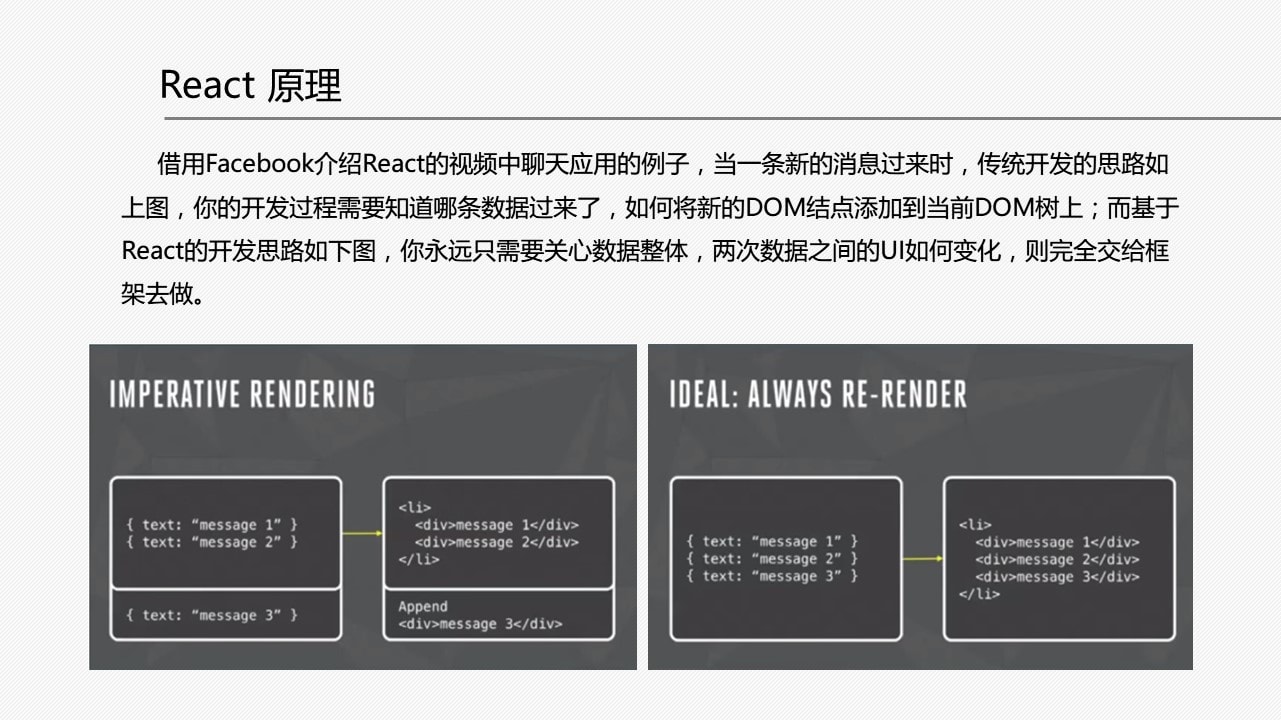 React 原理
借用Facebook介绍React的视频中聊天应用的例子，当一条新的消息过来时，传统开发的思路如
上图，你的开发过程需要知道哪条数据过来了，如何将新的DOM结点添加到当前DOM树上；而基于
React的开发思路如下图，你永远只需要关心数据整体，两次数据之间的UI如何变化，则完全交给框
架去做。
IMPERATIVE RENDERING
{ text: “message 1” }
{ text: “message 2” }
{ text: “message 3” }
<li>
<div>message 1</div>
<div>message 2</div>
</li>
Append
<div>message 3</div>
IDEAL: ALWAYS RE-RENDER
{ text: “message 1” }
{ text: “message 2” }
{ text: “message 3” }
<li>
<div>message 1</div>
<div>message 2</div>
<div>message 3</div>
</li>